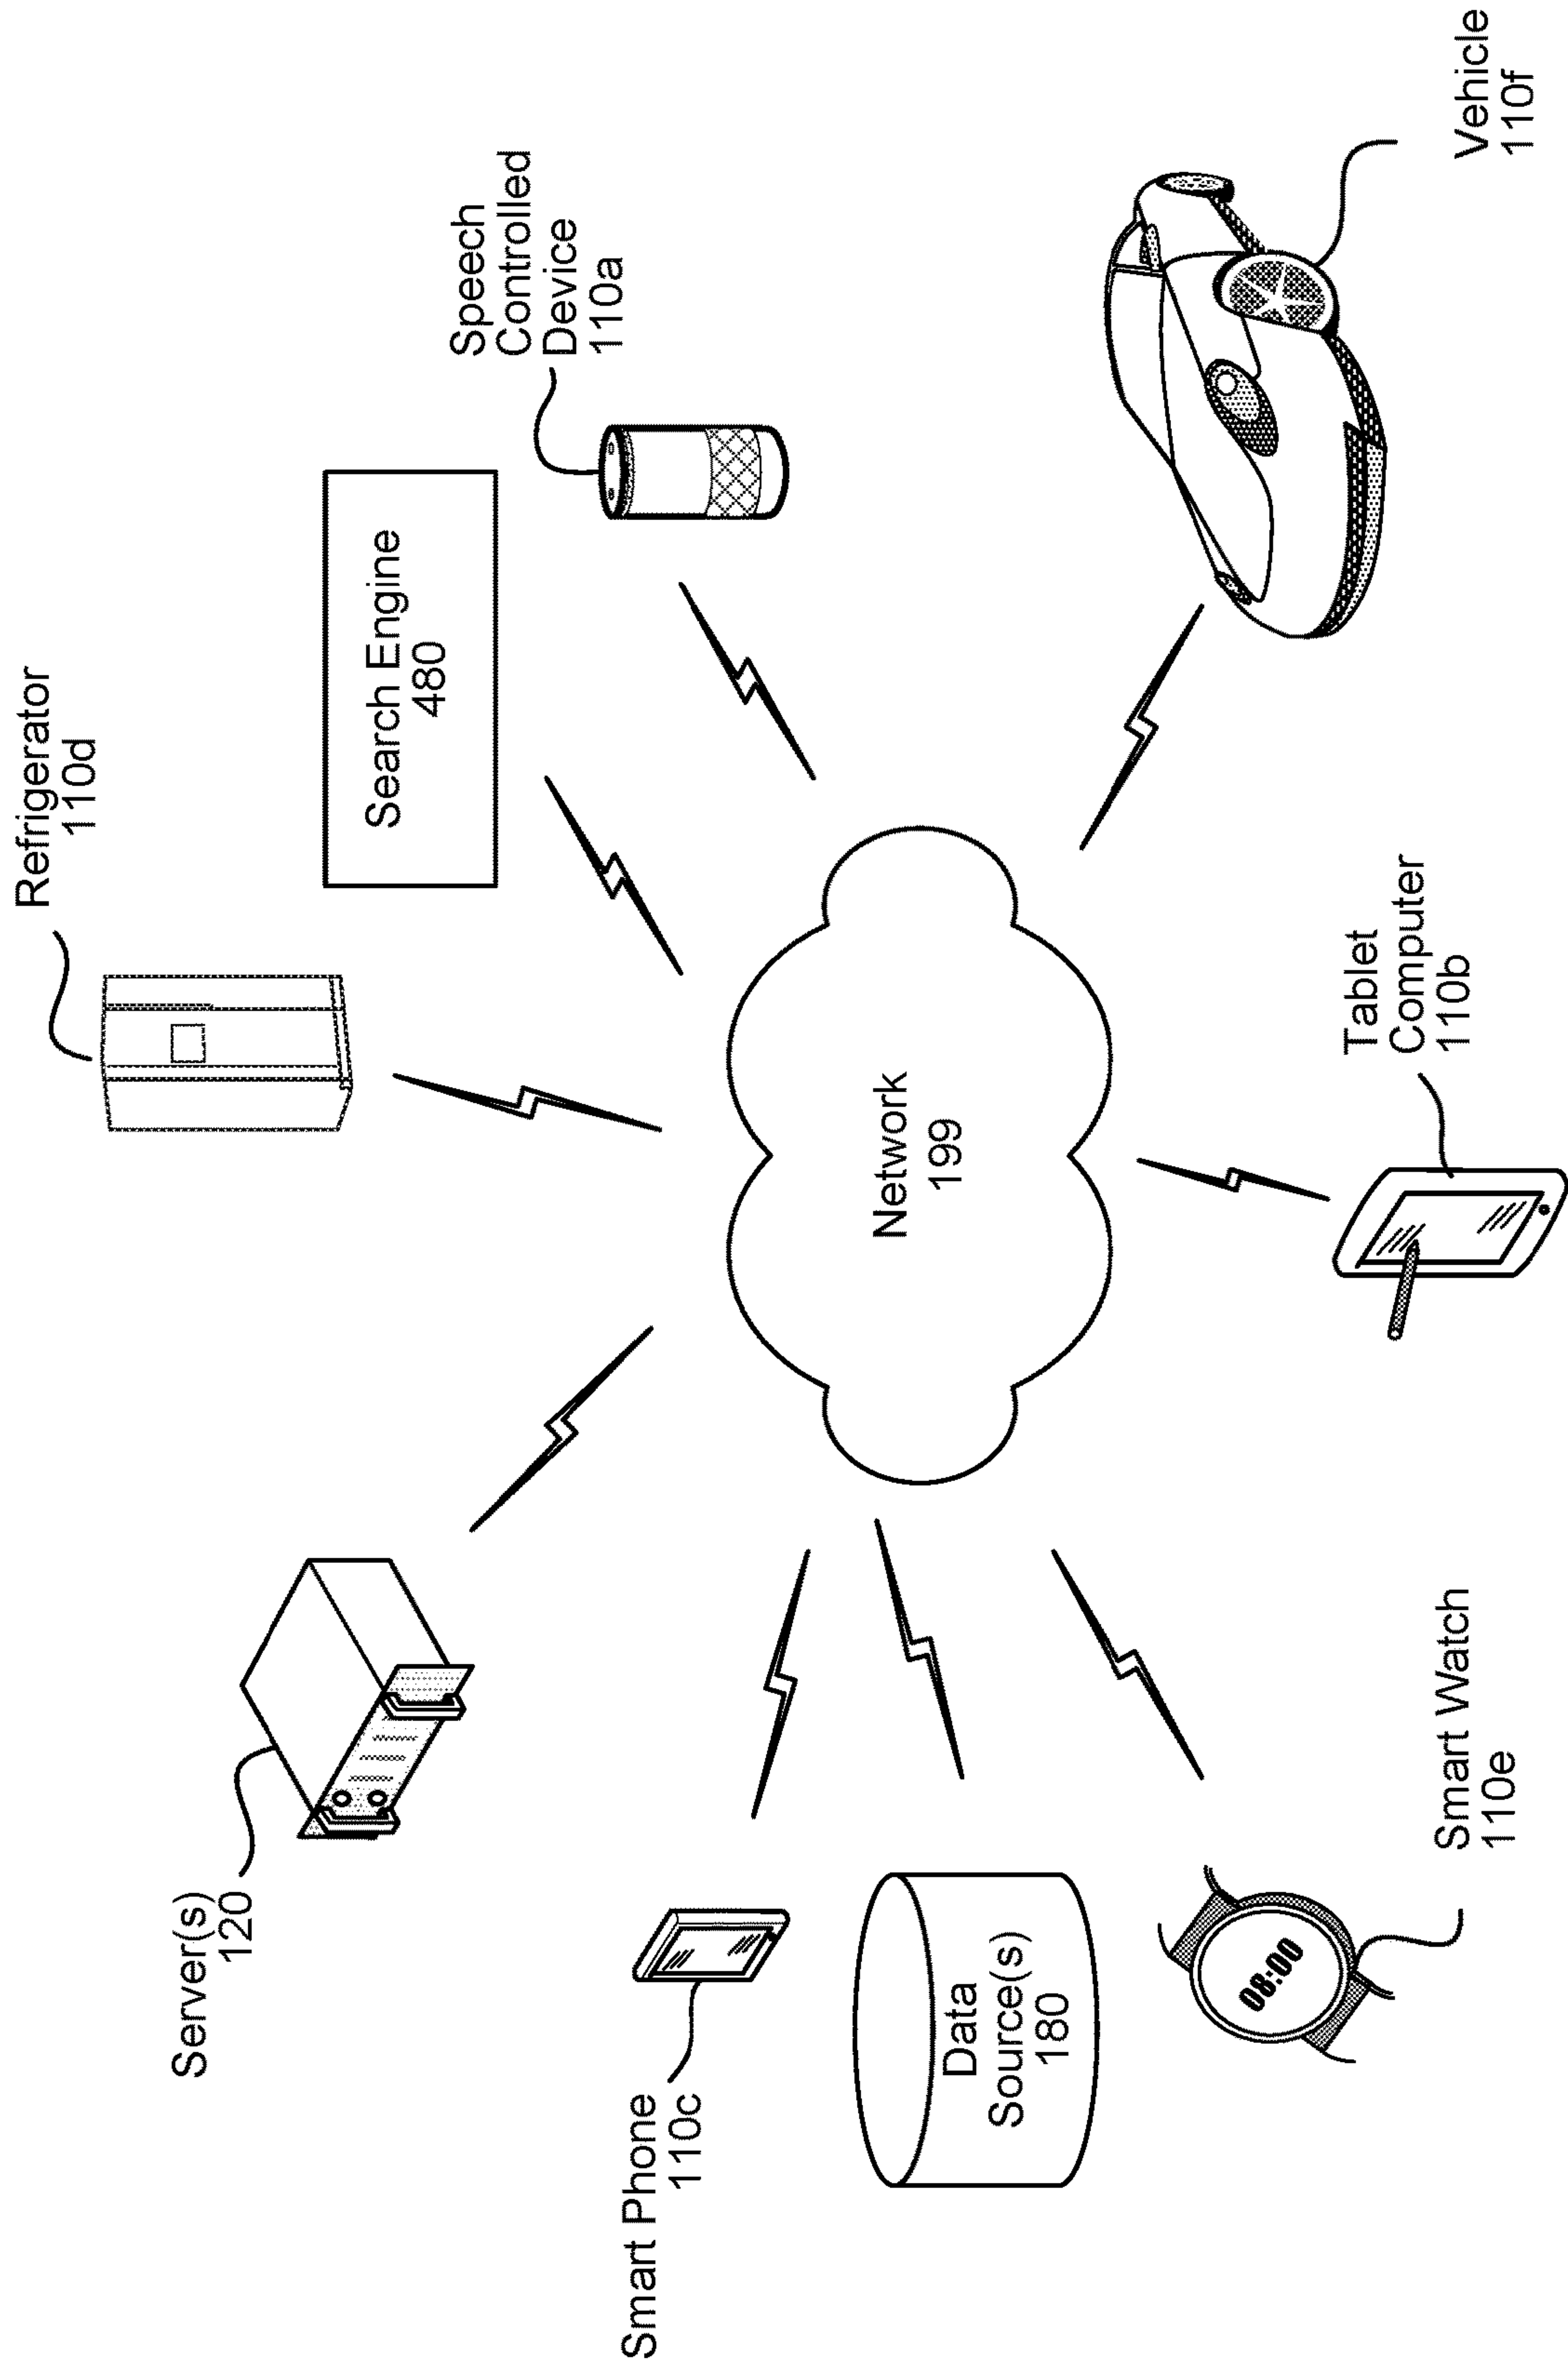 Server(s)
120
Refrigerator
110d
Search Engine
480
Speech
Controlled
Device
110a
Smart Phone
110c
Network
199
Data
Source(s)
180
08:00
Smart Watch
110e
Tablet
Computer
110b
Vehicle
110f